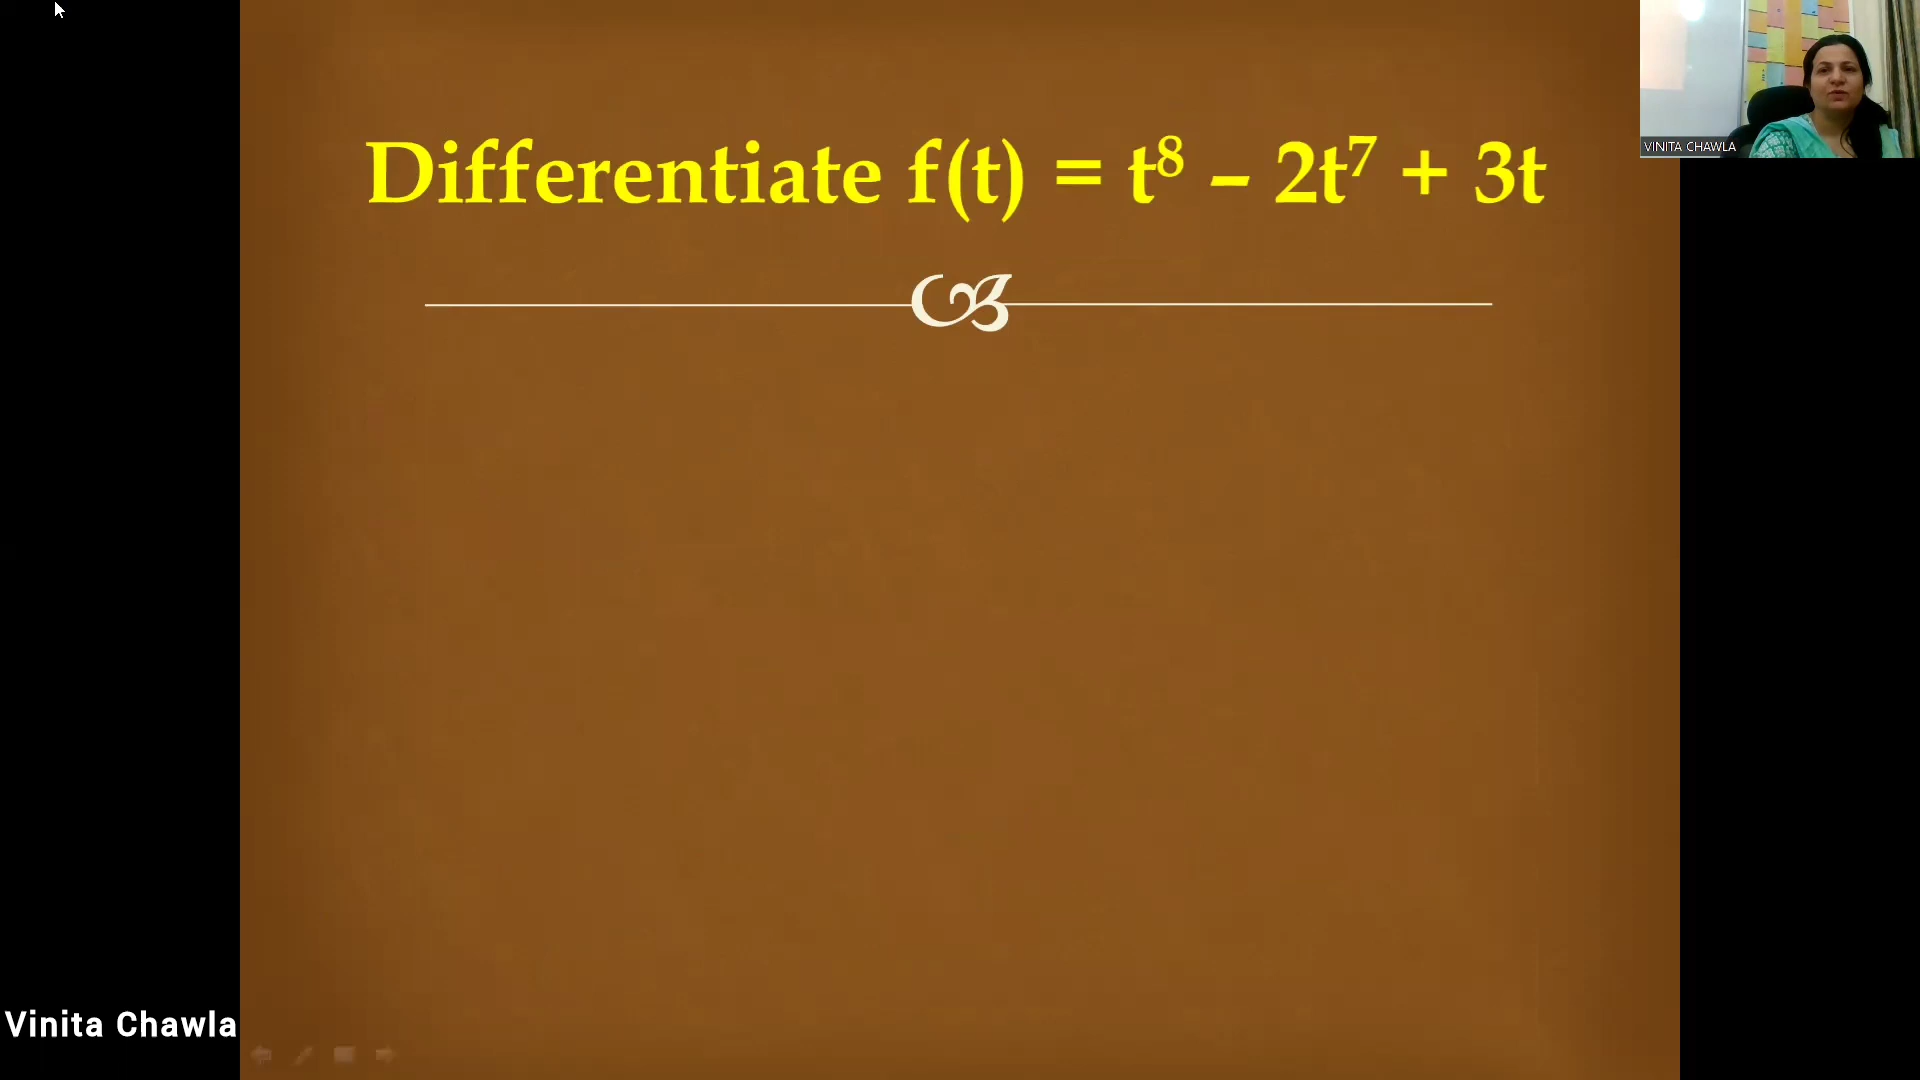 VINITA CHAWLA
Differentiate f(t) = t⁸ – 2t⁷ + 3t
Vinita Chawla